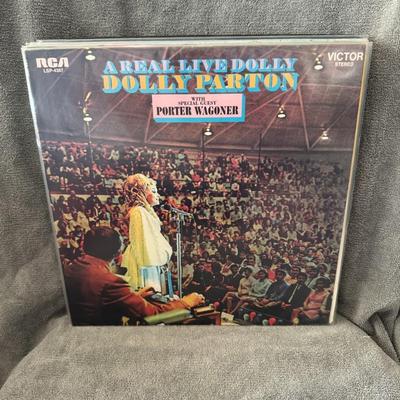 RCA
LSP-4387
A REAL LIVE DOLLY
DOLLY PARTON
WITH
SPECIAL GUEST
PORTER WAGONER
VICTOR
STEREO